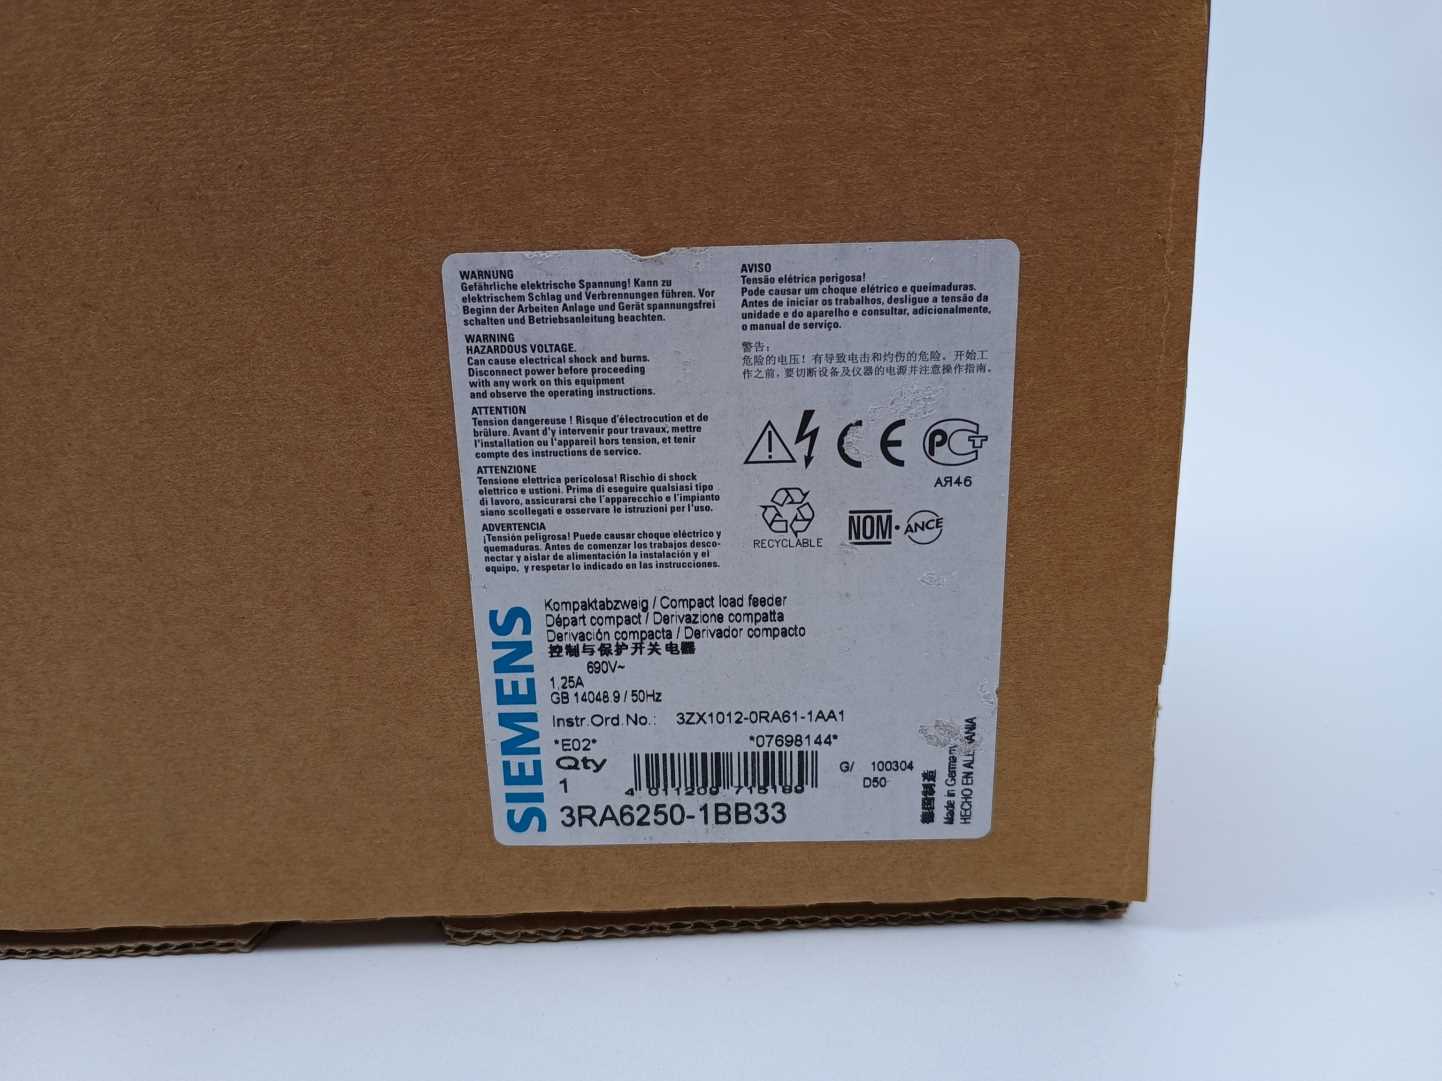 WARNUNG
Gefährliche elektrische Spannung! Kann zu
elektrischem Schlag und Verbrennungen führen. Vor
Beginn der Arbeiten Anlage und Gerät spannungsfrei
schalten und Betriebsanleitung beachten.
WARNING
HAZARDOUS VOLTAGE.
Can cause electrical shock and burns.
Disconnect power before proceeding
with any work on this equipment
and observe the operating instructions.
ATTENTION
Tension dangereuse ! Risque d'électrocution et de
brûlure. Avant d'y intervenir pour travaux, mettre
l'installation ou l'appareil hors tension, et tenir
compte des instructions de service.
ATTENZIONE
Tensione elettrica pericolosa! Rischio di shock
elettrico e ustioni. Prima di eseguire qualsiasi tipo
di lavoro, assicurarsi che l'apparecchio e l'impianto
siano scollegati e osservare le istruzioni per l'uso.
ADVERTENCIA
¡Tensión peligrosa! Puede causar choque eléctrico y
quemaduras. Antes de comenzar los trabajos desco-
nectar y aislar de alimentación la instalación y el
equipo, y respetar lo indicado en las instrucciones.
AVISO
Tensão elétrica perigosa!
Pode causar um choque elétrico e queimaduras.
Antes de iniciar os trabalhos, desligue a tensão da
unidade e do aparelho e consultar, adicionalmente,
o manual de serviço.
警告:
危险的电压! 有导致电击和灼伤的危险。开始工
作之前，要切断设备及仪器的电源并注意操作指南。
CE
РСТ
АЯ46
RECYCLABLE
NOM·ANCE
SIEMENS
Kompaktabzweig / Compact load feeder
Départ compact / Derivazione compatta
Derivación compacta / Derivador compacto
控制与保护开关电器
690V~
1,25A
GB 14048.9 / 50Hz
Instr.Ord.No.: 3ZX1012-0RA61-1AA1
*E02* *07698144*
Qty
1
4 011209 715165
G/ 100304
D50
3RA6250-1BB33
德国制造
Made in Germany
HECHO EN